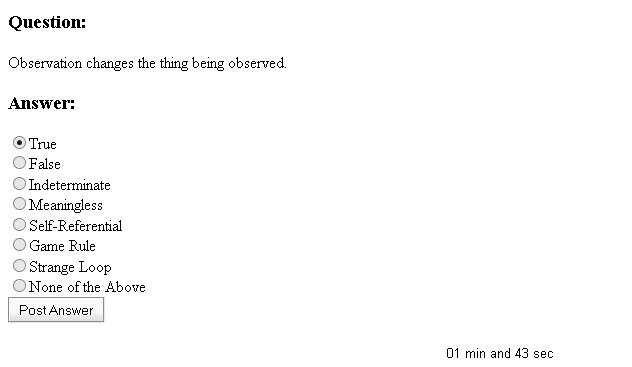 Question:
Observation changes the thing being observed.
Answer:
True
False
Indeterminate
Meaningless
Self-Referential
Game Rule
Strange Loop
None of the Above
Post Answer
01 min and 43 sec